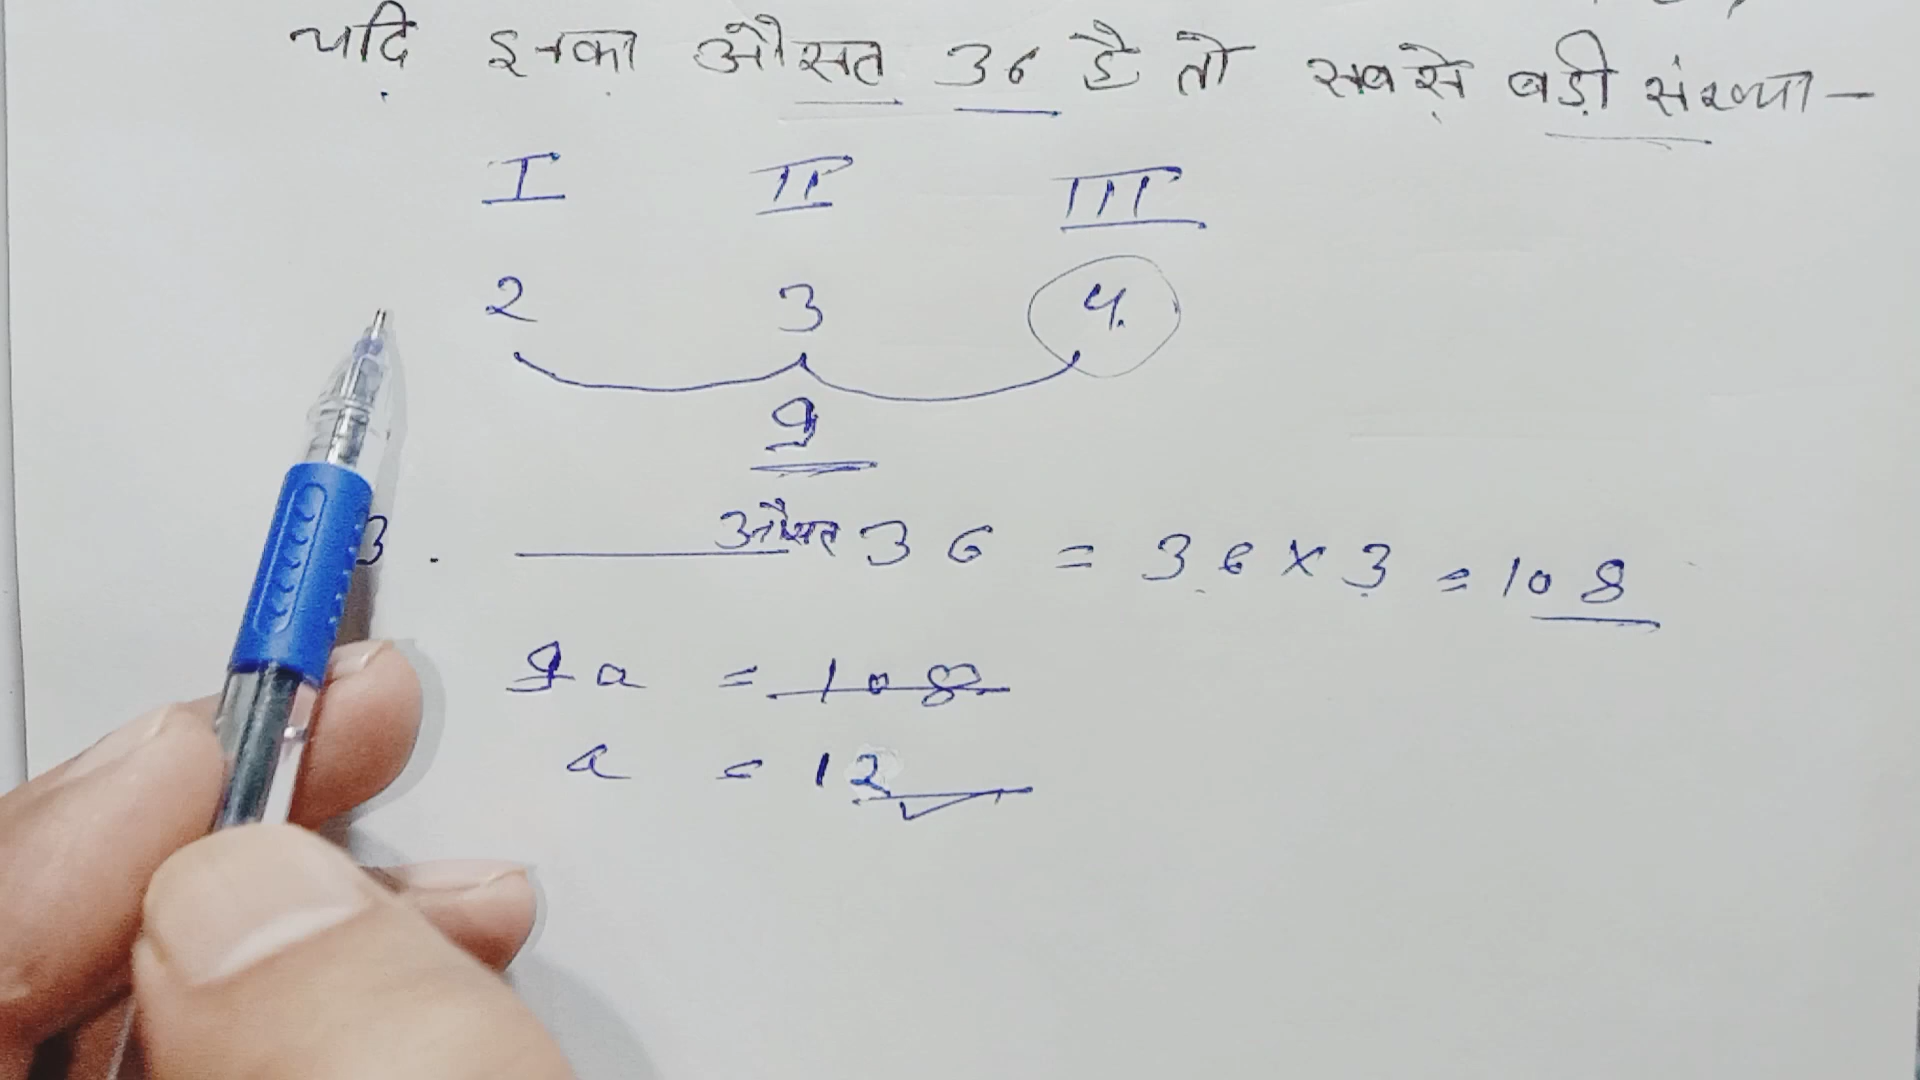 यदि इनका औसत 36 है तो सबसे बड़ी संख्या –
I II III
2 3 4.
9
3 . औसत 36 = 36 x 3 = 108
9a = 108
a = 12